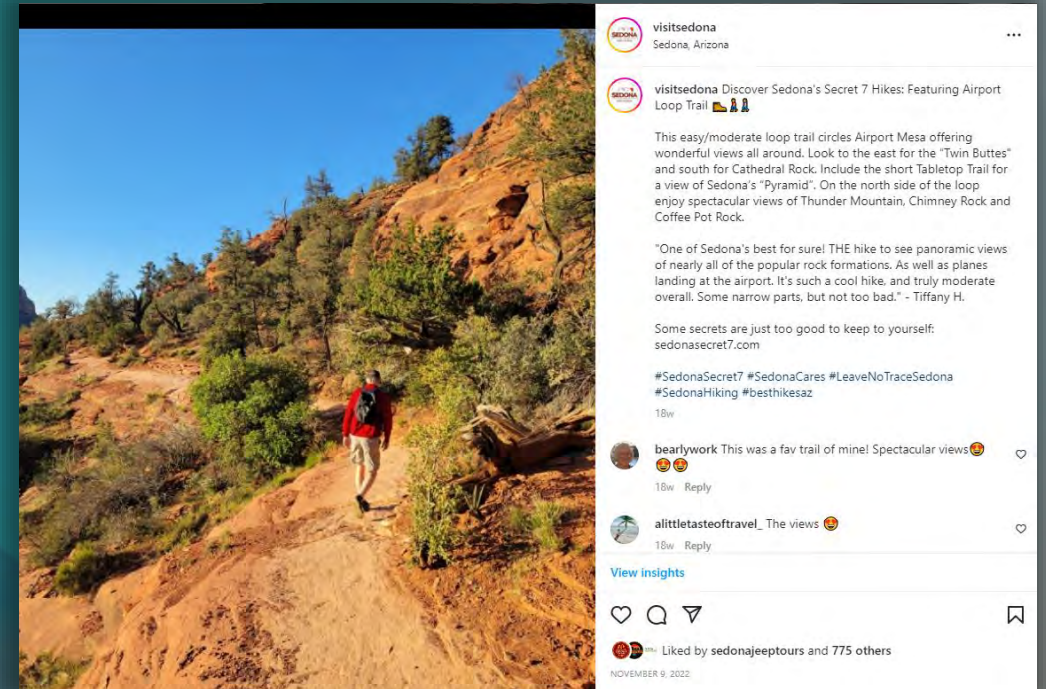 visitsedona
Sedona, Arizona
SEDONA
SEDONA
visitsedona Discover Sedona's Secret 7 Hikes: Featuring Airport
Loop Trail 🥾🚶🚶
This easy/moderate loop trail circles Airport Mesa offering
wonderful views all around. Look to the east for the "Twin Buttes"
and south for Cathedral Rock. Include the short Tabletop Trail for
a view of Sedona's "Pyramid". On the north side of the loop
enjoy spectacular views of Thunder Mountain, Chimney Rock and
Coffee Pot Rock.
"One of Sedona's best for sure! THE hike to see panoramic views
of nearly all of the popular rock formations. As well as planes
landing at the airport. It's such a cool hike, and truly moderate
overall. Some narrow parts, but not too bad." - Tiffany H.
Some secrets are just too good to keep to yourself:
sedonasecret7.com
#SedonaSecret7 #SedonaCares #LeaveNoTraceSedona
#SedonaHiking #besthikesaz
18w
bearlywork This was a fav trail of mine! Spectacular views🤩
🤩🤩
18w Reply
alittletasteoftravel_ The views 🤩
18w Reply
View insights
Liked by sedonajeeptours and 775 others
NOVEMBER 9, 2022